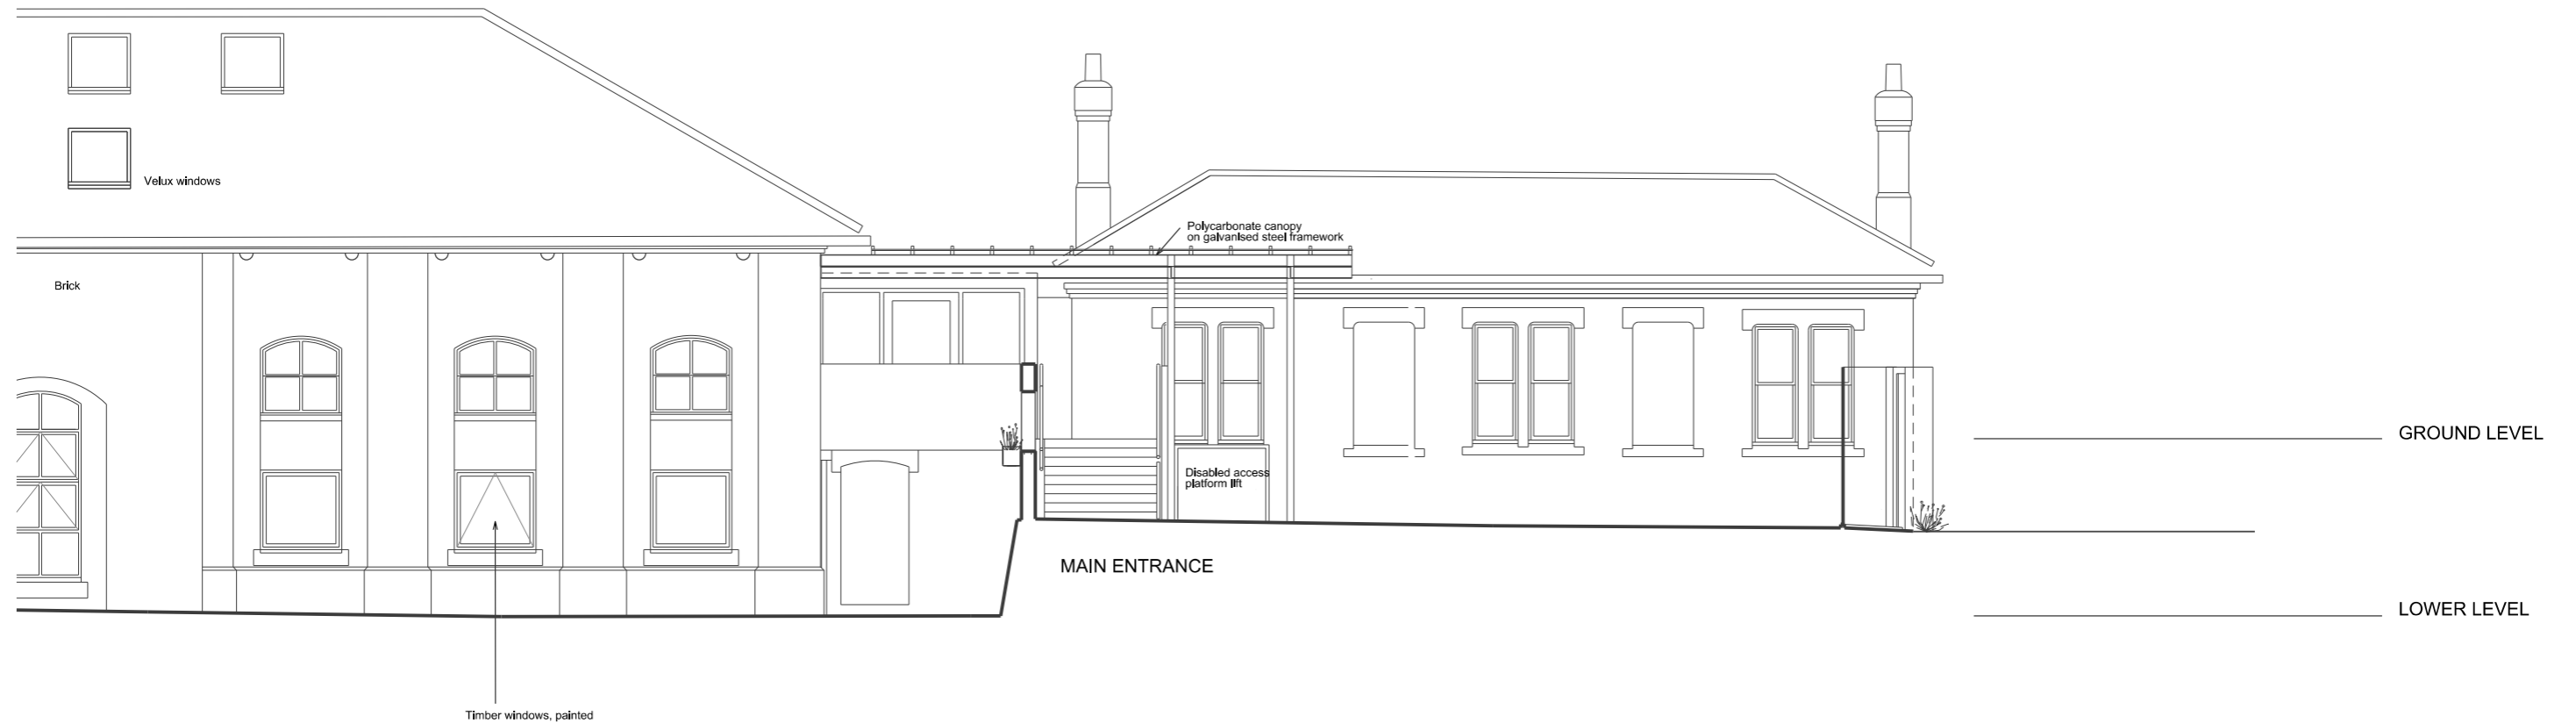 Velux windows
Polycarbonate canopy
on galvanised steel framework
Brick
GROUND LEVEL
Disabled access
platform lift
MAIN ENTRANCE
LOWER LEVEL
Timber windows, painted